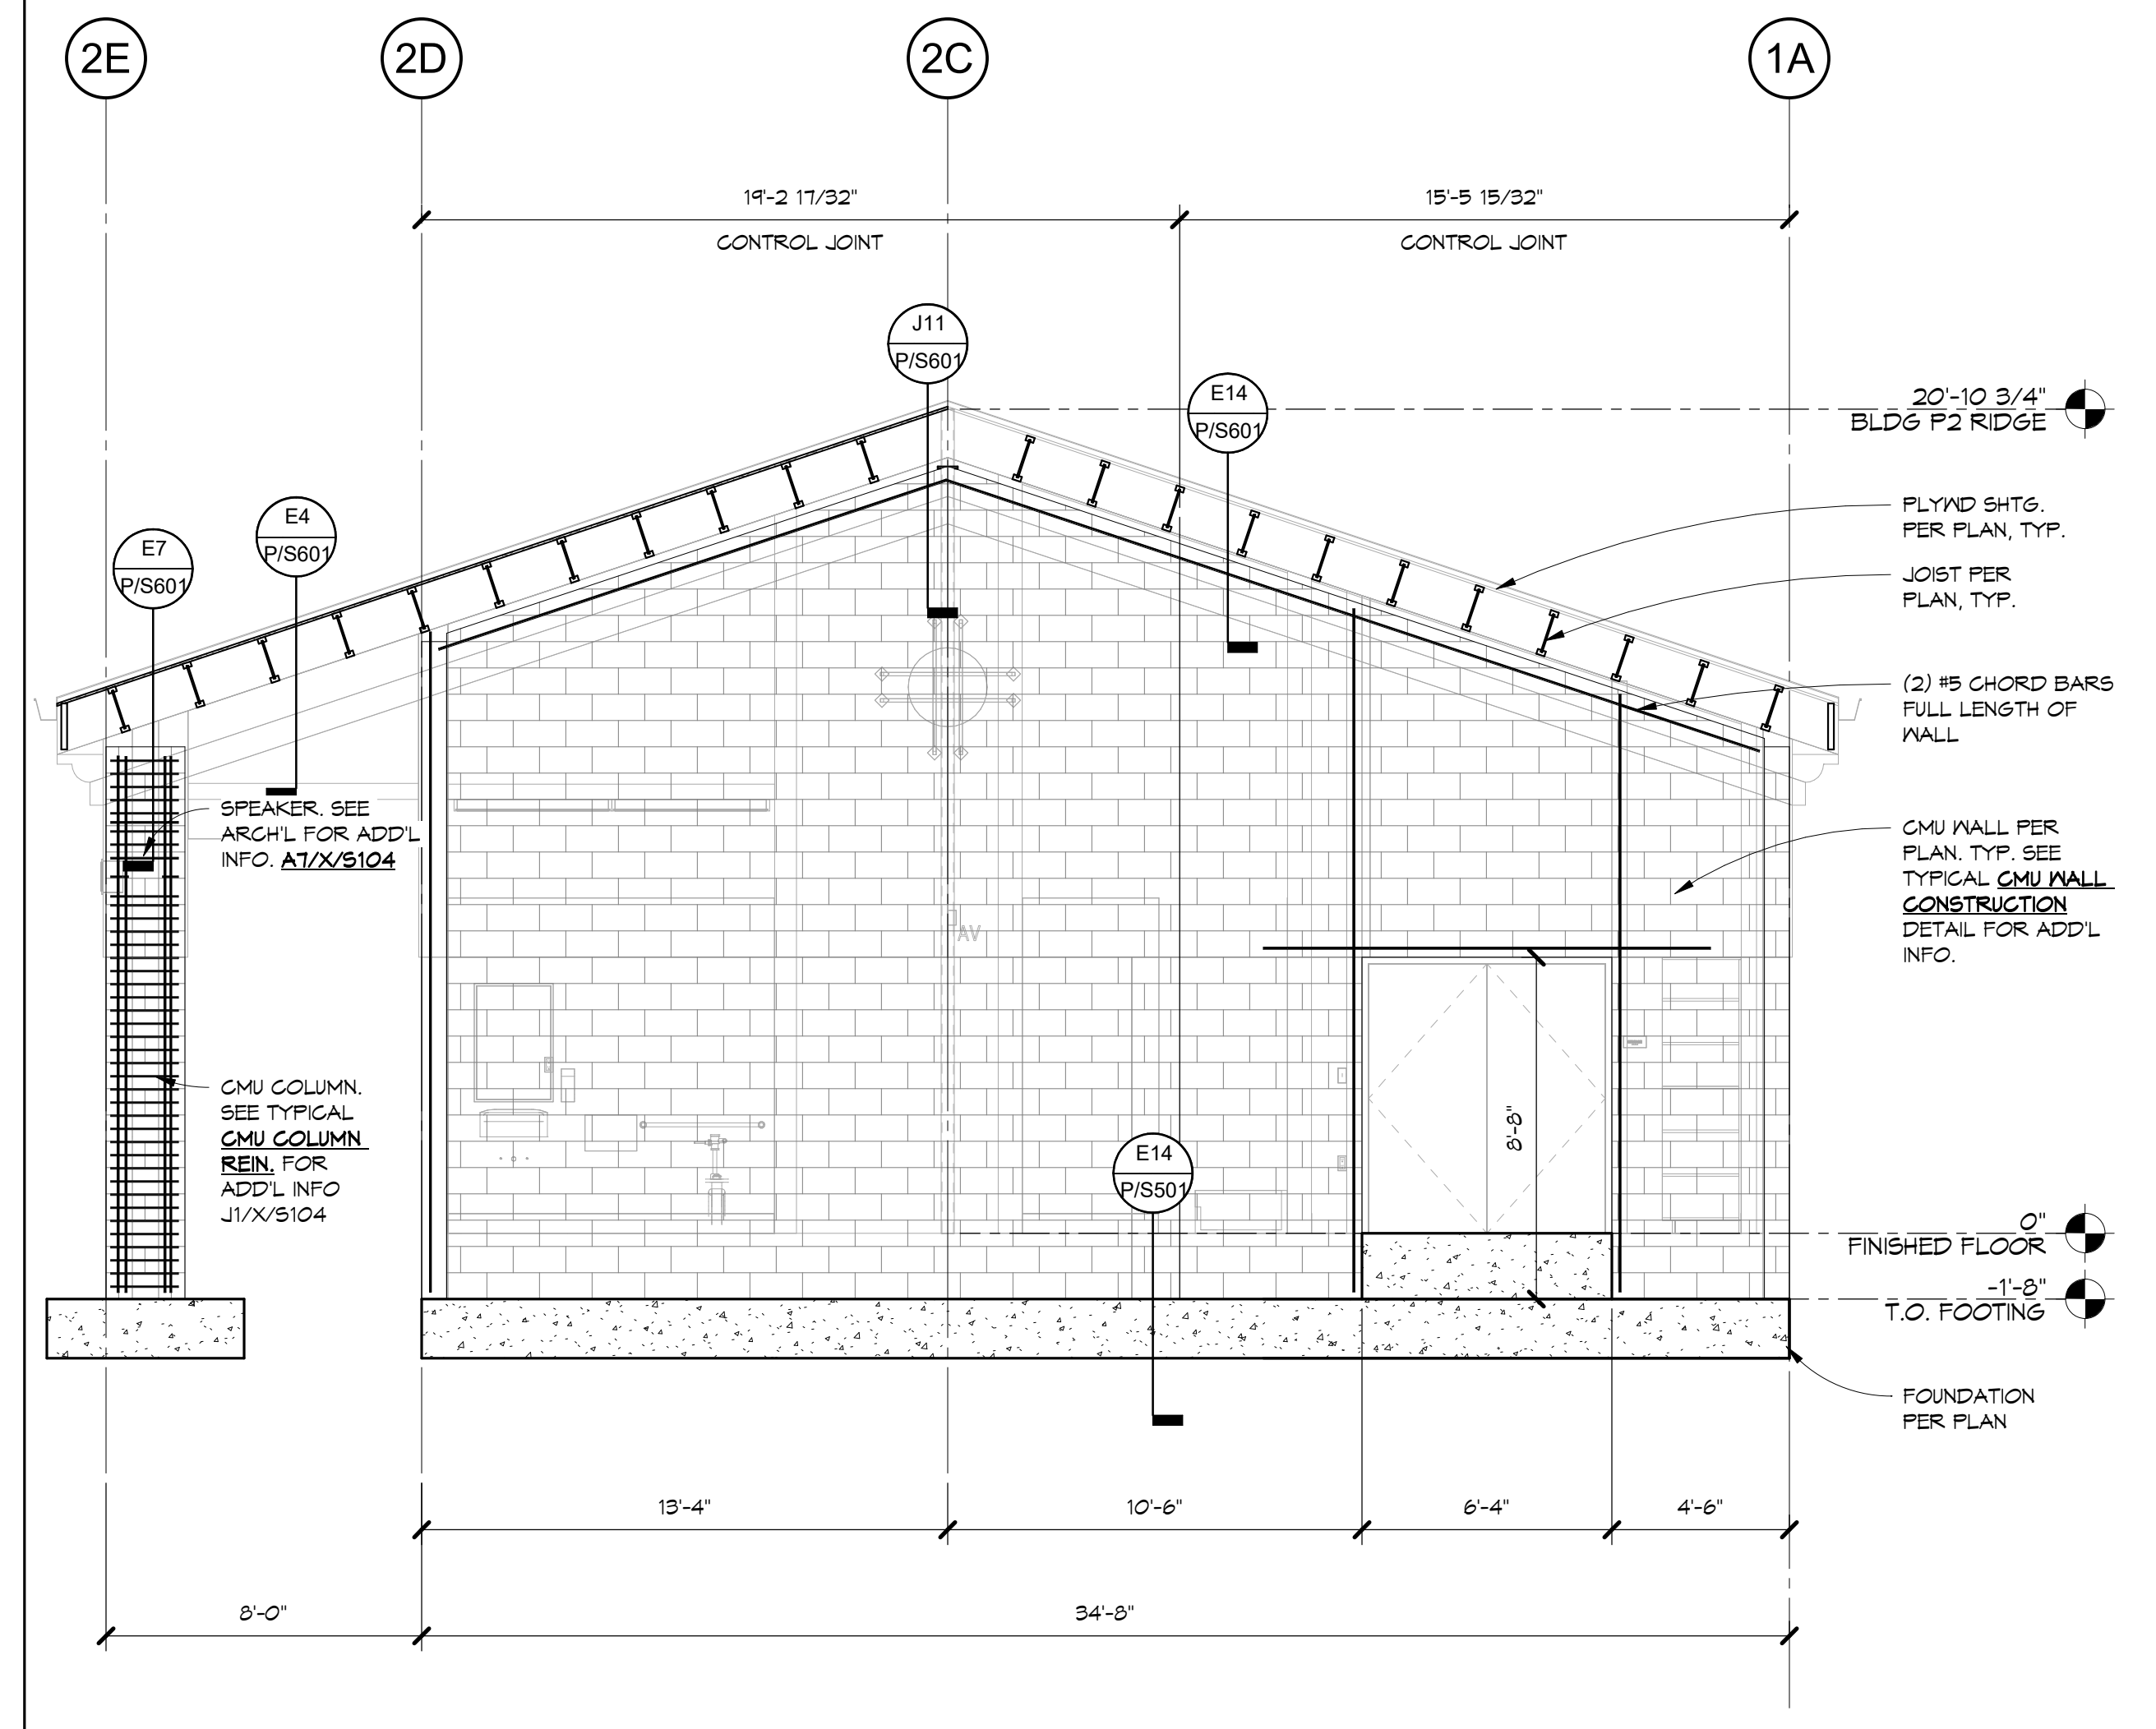 2E
2D
2C
1A
19'-2 17/32"
15'-5 15/32"
CONTROL JOINT
CONTROL JOINT
J11
P/S601
E14
P/S601
20'-10 3/4"
BLDG P2 RIDGE
E4
P/S601
E7
P/S601
PLYWD SHTG.
PER PLAN, TYP.
JOIST PER
PLAN, TYP.
(2) #5 CHORD BARS
FULL LENGTH OF
WALL
SPEAKER. SEE
ARCH'L FOR ADD'L
INFO. A7/X/S104
CMU WALL PER
PLAN. TYP. SEE
TYPICAL CMU WALL
CONSTRUCTION
DETAIL FOR ADD'L
INFO.
AV
8'-8"
CMU COLUMN.
SEE TYPICAL
CMU COLUMN
REIN. FOR
ADD'L INFO
J1/X/S104
E14
P/S501
0"
FINISHED FLOOR
-1'-8"
T.O. FOOTING
FOUNDATION
PER PLAN
13'-4"
10'-6"
6'-4"
4'-6"
8'-0"
34'-8"